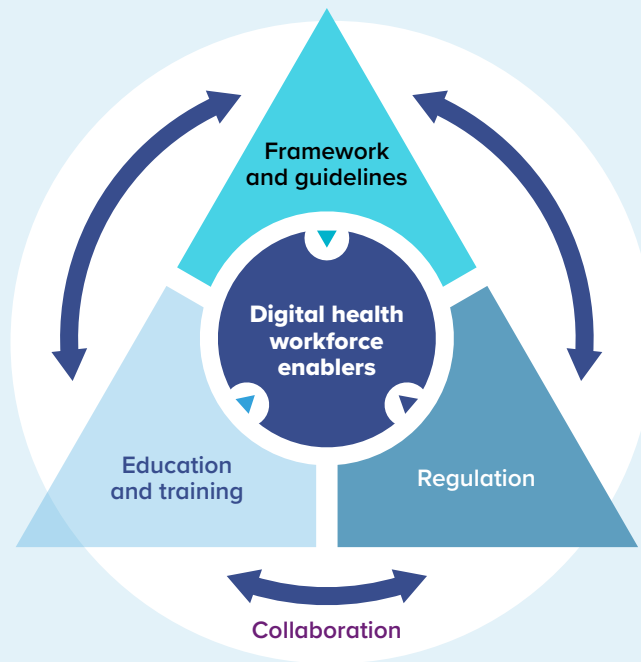 Framework
and guidelines
Digital health
workforce
enablers
Education
and training
Regulation
Collaboration